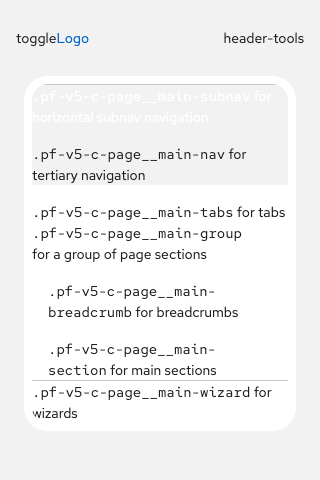 toggleLogo header-tools
.pf-v5-c-page__main-subnav for
horizontal subnav navigation
.pf-v5-c-page__main-nav for
tertiary navigation
.pf-v5-c-page__main-tabs for tabs
.pf-v5-c-page__main-group
for a group of page sections
.pf-v5-c-page__main-
breadcrumb for breadcrumbs
.pf-v5-c-page__main-
section for main sections
.pf-v5-c-page__main-wizard for
wizards